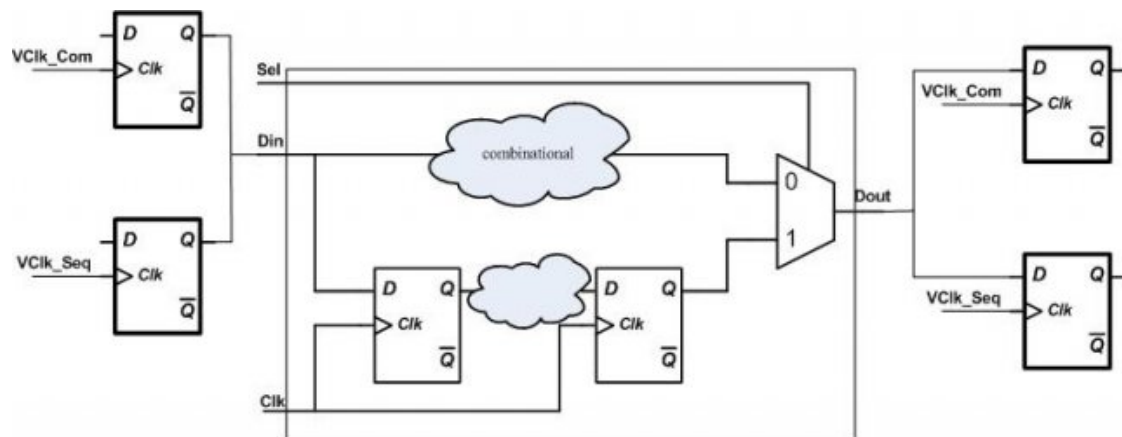 D Q
VClk_Com
Clk
Q
D Q
VClk_Seq
Clk
Q
Sel
Din
combinational
0
1
Dout
D Q
Clk
Q
D Q
Clk
Q
Clk
D Q
VClk_Com
Clk
Q
D Q
VClk_Seq
Clk
Q